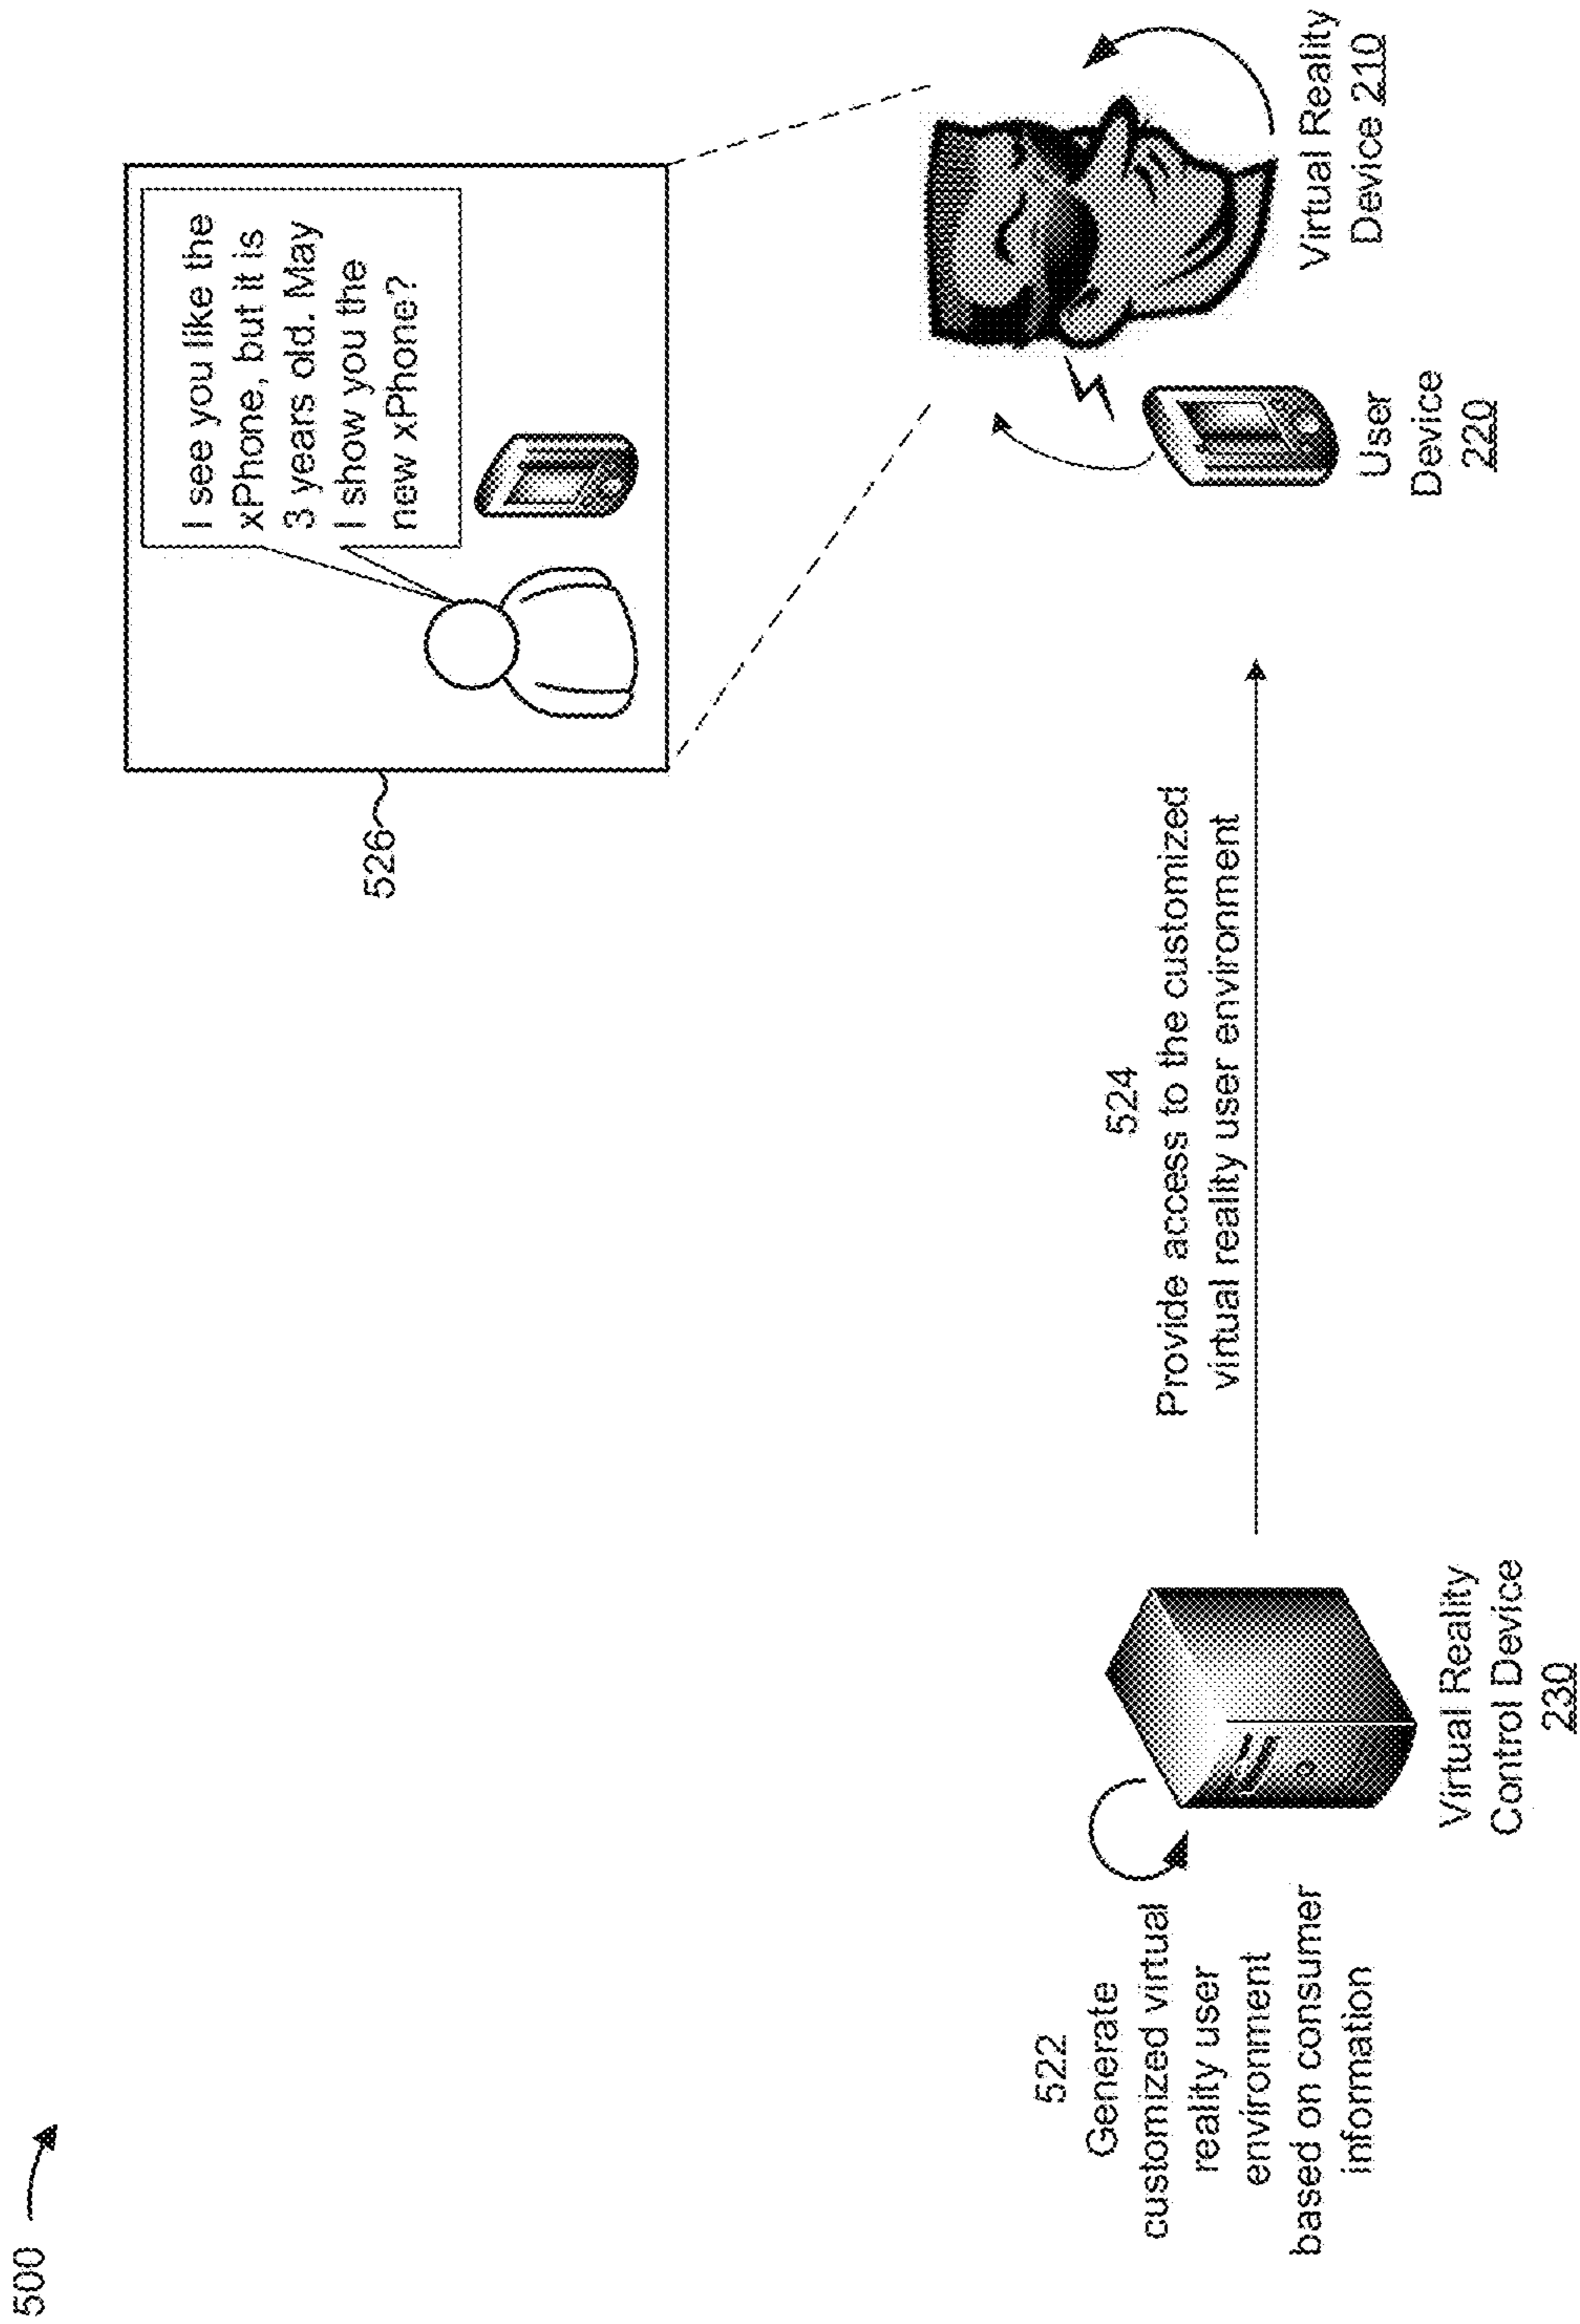 500
I see you like the
xPhone, but it is
3 years old. May
I show you the
new xPhone?
526
522
Generate
customized virtual
reality user
environment
based on consumer
information
524
Provide access to the customized
virtual reality user environment
Virtual Reality
Control Device
230
User
Device
220
Virtual Reality
Device 210